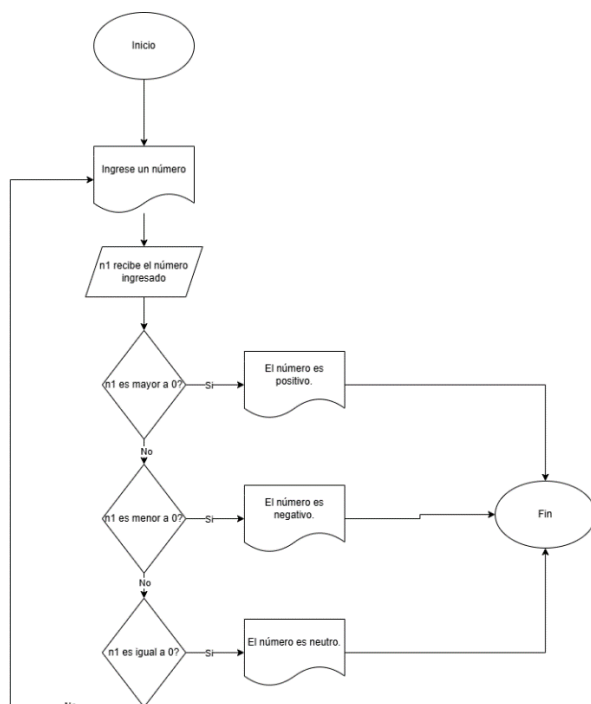 Inicio
Ingrese un número
n1 recibe el número
ingresado
n1 es mayor a 0?
Si
El número es
positivo.
No
n1 es menor a 0?
Si
El número es
negativo.
Fin
No
n1 es igual a 0?
Si
El número es neutro.